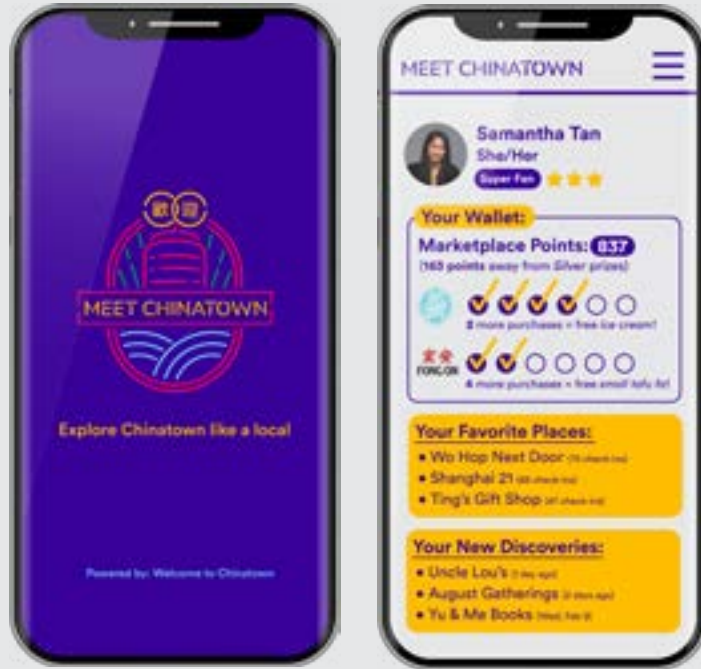 歡迎
MEET CHINATOWN
Explore Chinatown like a local
Powered by: Welcome to Chinatown
MEET CHINATOWN
Samantha Tan
She/Her
Super Fan
Your Wallet:
Marketplace Points: 837
(163 points away from Silver prizes)
2 more purchases = free ice cream!
FONG ON
4 more purchases = free small tofu fa!
Your Favorite Places:
• Wo Hop Next Door
• Shanghai 21
• Ting's Gift Shop
Your New Discoveries:
• Uncle Lou's (1 day ago)
• August Gatherings
• Yu & Me Books